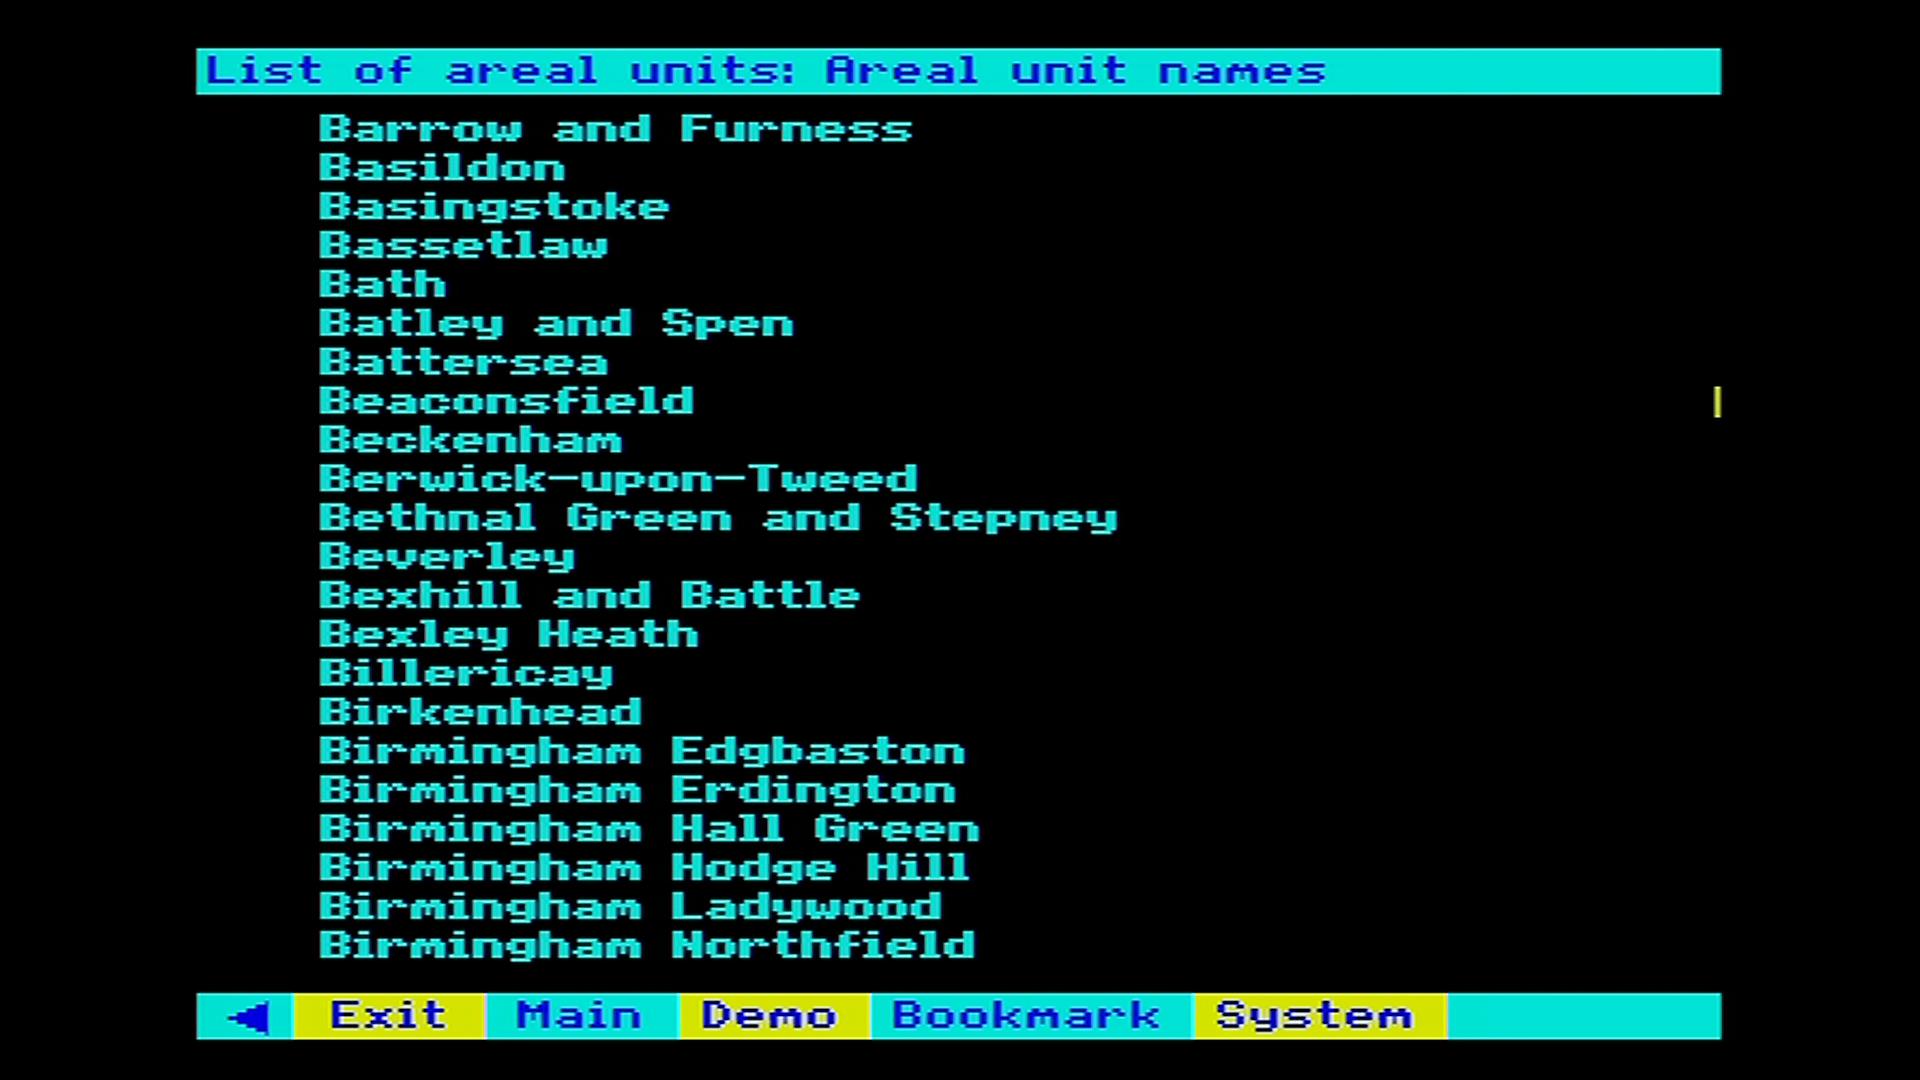 List of areal units: Areal unit names
Barrow and Furness
Basildon
Basingstoke
Bassetlaw
Bath
Batley and Spen
Battersea
Beaconsfield
Beckenham
Berwick-upon-Tweed
Bethnal Green and Stepney
Beverley
Bexhill and Battle
Bexley Heath
Billericay
Birkenhead
Birmingham Edgbaston
Birmingham Erdington
Birmingham Hall Green
Birmingham Hodge Hill
Birmingham Ladywood
Birmingham Northfield
◀ Exit Main Demo Bookmark System